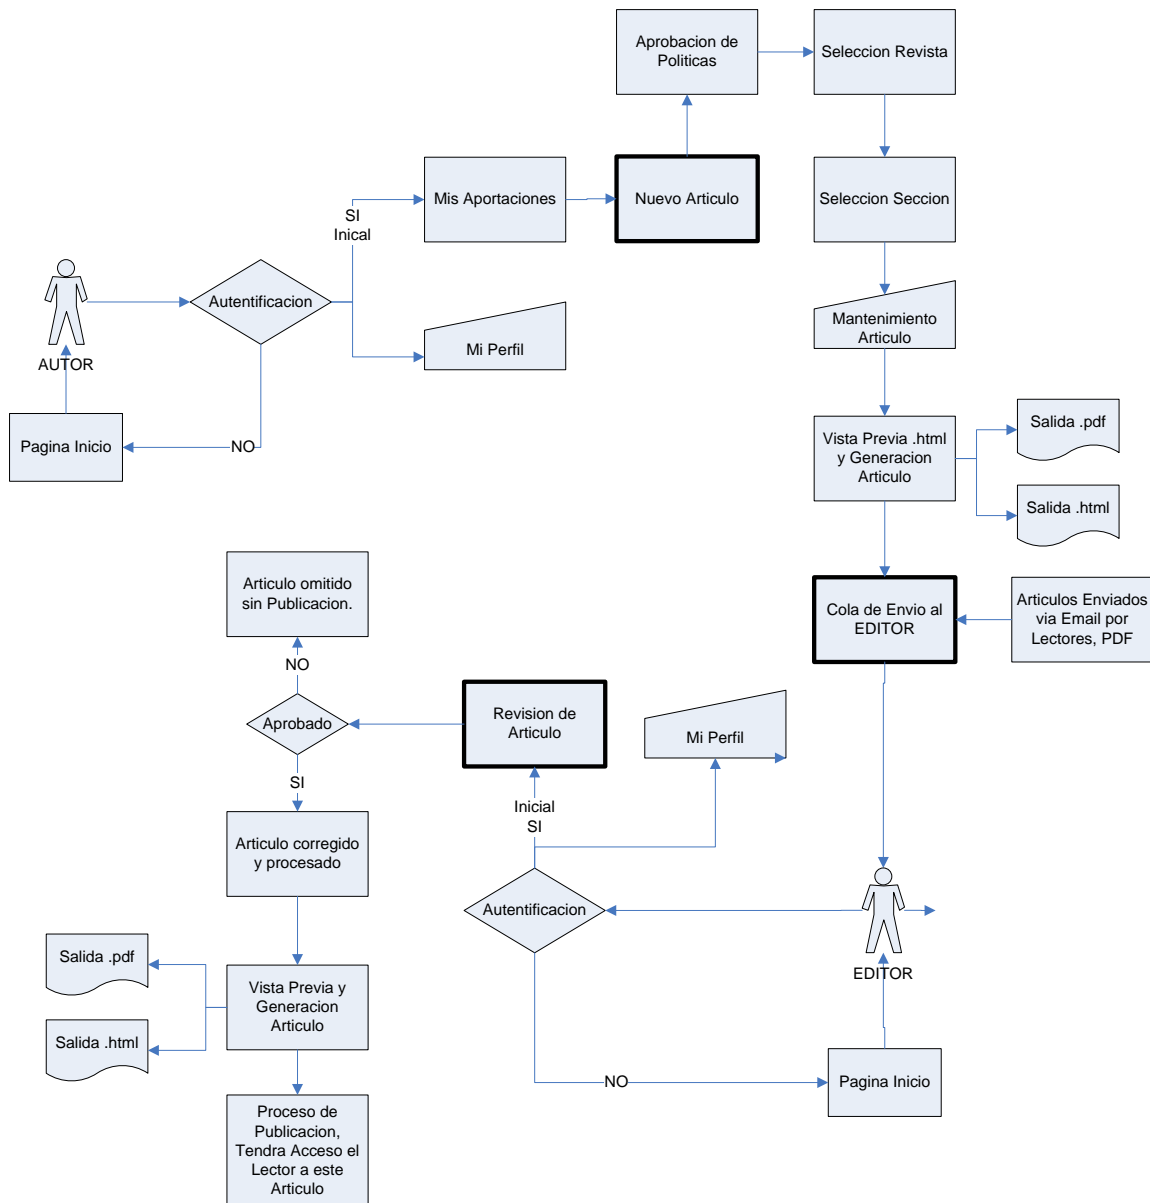 Aprobacion de
Politicas
Seleccion Revista
Mis Aportaciones
Nuevo Articulo
Seleccion Seccion
SI
Inical
Autentificacion
Mantenimiento
Articulo
Mi Perfil
AUTOR
Pagina Inicio
NO
Vista Previa .html
y Generacion
Articulo
Salida .pdf
Salida .html
Articulo omitido
sin Publicacion.
Cola de Envio al
EDITOR
Articulos Enviados
via Email por
Lectores, PDF
NO
Aprobado
Revision de
Articulo
Mi Perfil
SI
Inicial
SI
Articulo corregido
y procesado
Autentificacion
EDITOR
Salida .pdf
Salida .html
Vista Previa y
Generacion
Articulo
NO
Pagina Inicio
Proceso de
Publicacion,
Tendra Acceso el
Lector a este
Articulo